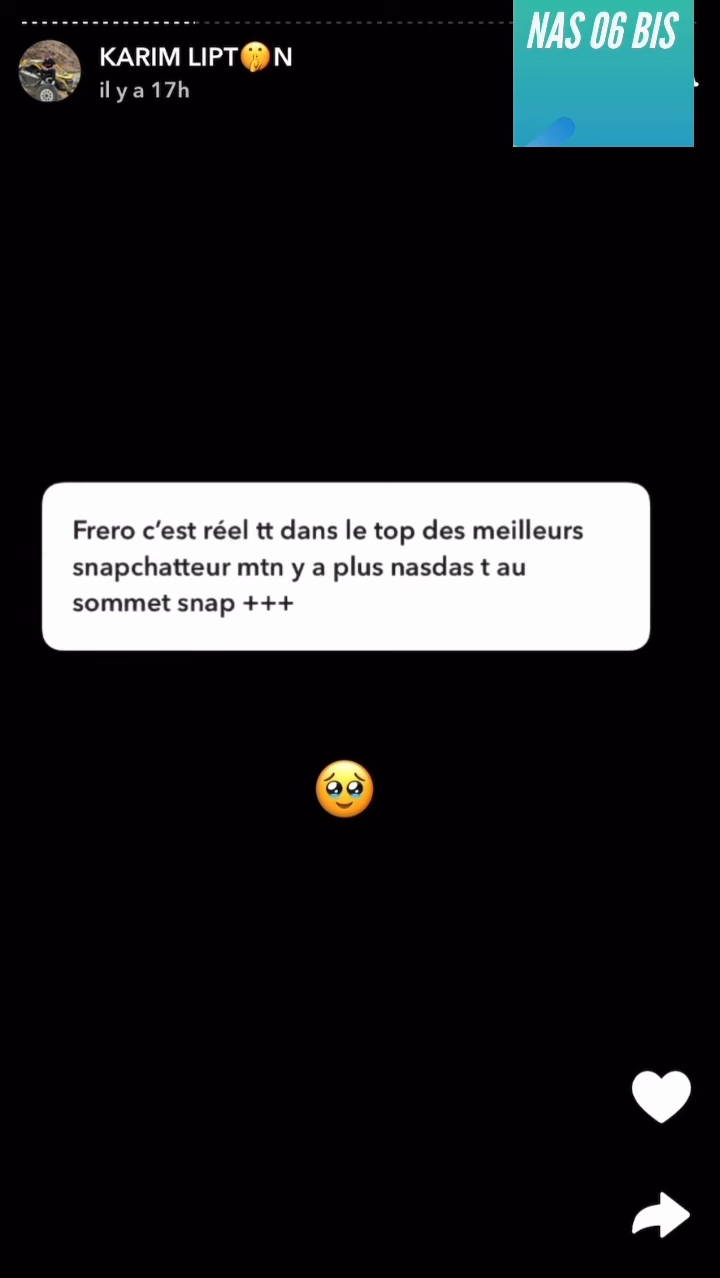 KARIM LIPT🤫N
il y a 17h
NAS 06 BIS
Frero c'est réel tt dans le top des meilleurs
snapchatteur mtn y a plus nasdas t au
sommet snap +++
🥹